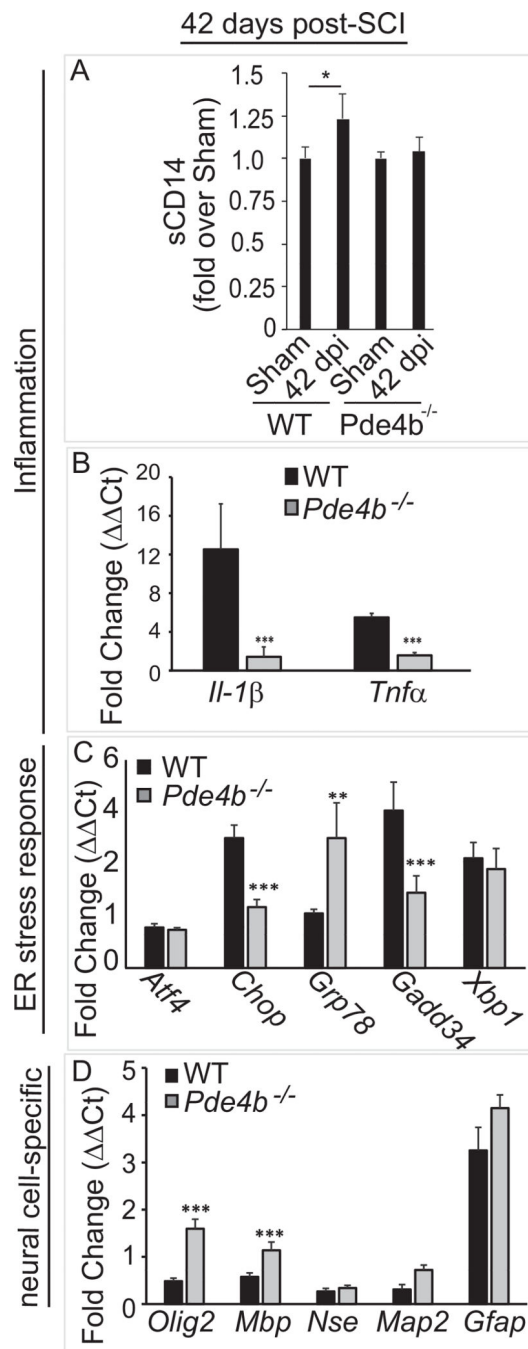 42 days post-SCI
Inflammation
A
sCD14
(fold over Sham)
1.5
1.25
1.0
0.75
0.5
0.25
0
*
Sham
42 dpi
Sham
42 dpi
WT
Pde4b-/-
B
Fold Change (ΔΔCt)
20
16
12
8
4
0
WT
Pde4b-/-
***
***
Il-1β
Tnfα
ER stress response
C
Fold Change (ΔΔCt)
6
4
2
1
0
WT
Pde4b-/-
***
**
***
Atf4
Chop
Grp78
Gadd34
Xbp1
neural cell-specific
D
Fold Change (ΔΔCt)
5
4
3
2
1
0
WT
Pde4b-/-
***
***
Olig2
Mbp
Nse
Map2
Gfap